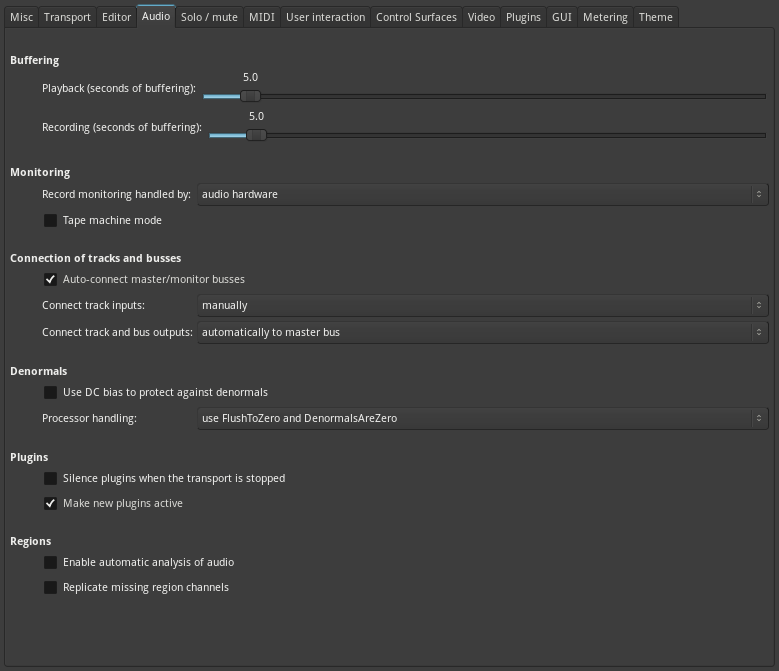 Misc Transport Editor Audio Solo / mute MIDI User interaction Control Surfaces Video Plugins GUI Metering Theme
Buffering
5.0
Playback (seconds of buffering):
5.0
Recording (seconds of buffering):
Monitoring
Record monitoring handled by: audio hardware
Tape machine mode
Connection of tracks and busses
Auto-connect master/monitor busses
Connect track inputs: manually
Connect track and bus outputs: automatically to master bus
Denormals
Use DC bias to protect against denormals
Processor handling: use FlushToZero and DenormalsAreZero
Plugins
Silence plugins when the transport is stopped
Make new plugins active
Regions
Enable automatic analysis of audio
Replicate missing region channels